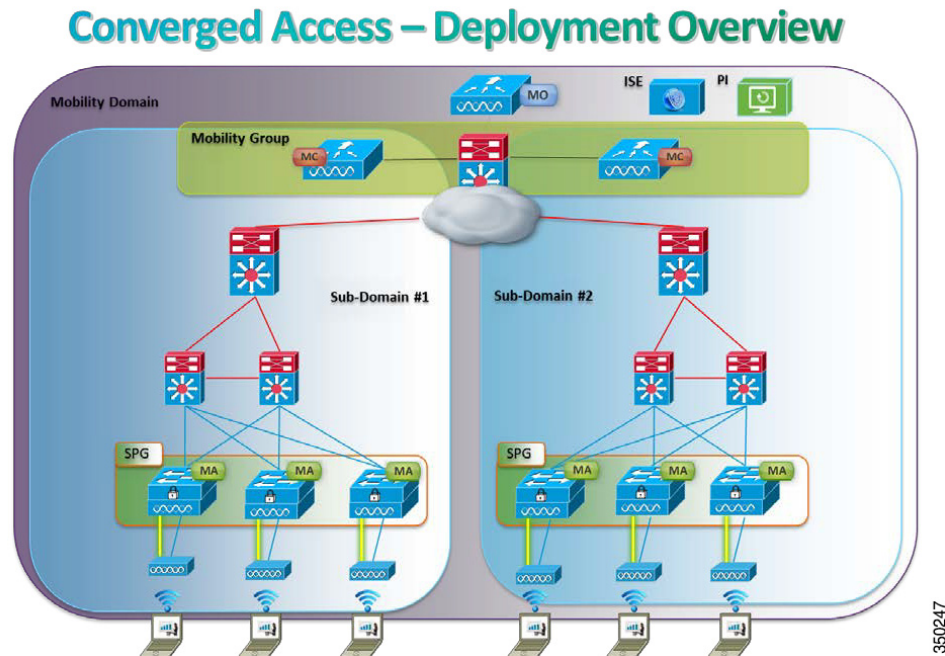 Converged Access – Deployment Overview
Mobility Domain
MO
ISE
PI
Mobility Group
MC
MC
Sub-Domain #1
Sub-Domain #2
SPG
MA
MA
MA
SPG
MA
MA
MA
350247